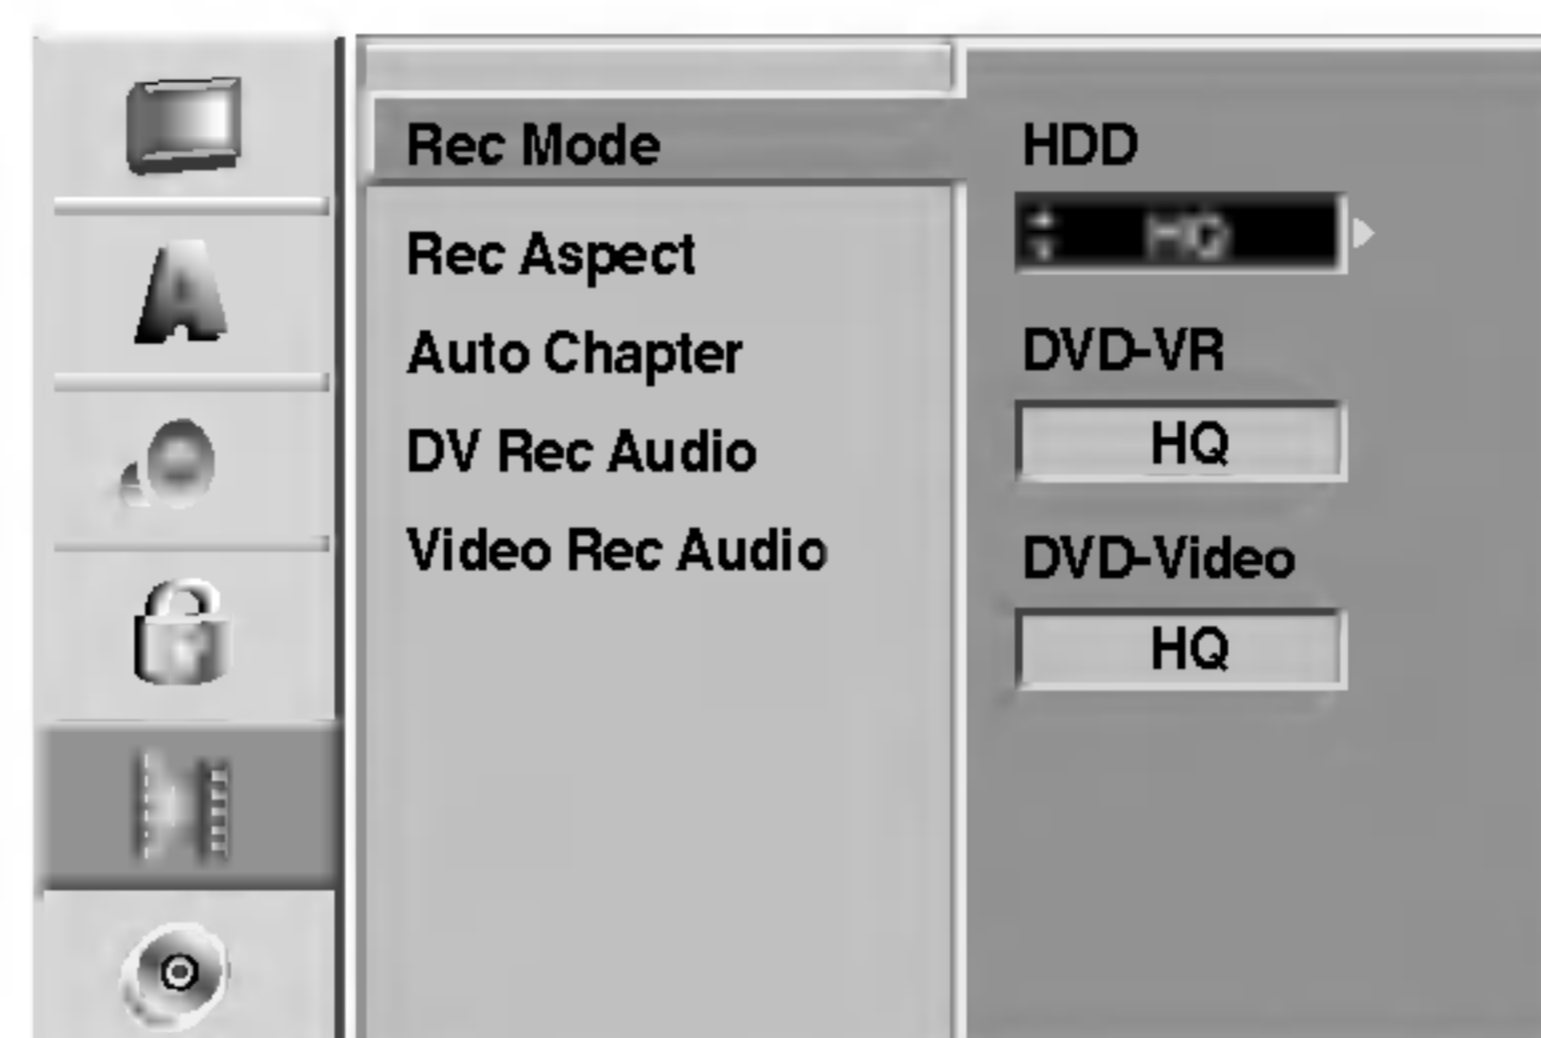 Rec Mode
Rec Aspect
Auto Chapter
DV Rec Audio
Video Rec Audio
HDD
HQ
DVD-VR
HQ
DVD-Video
HQ